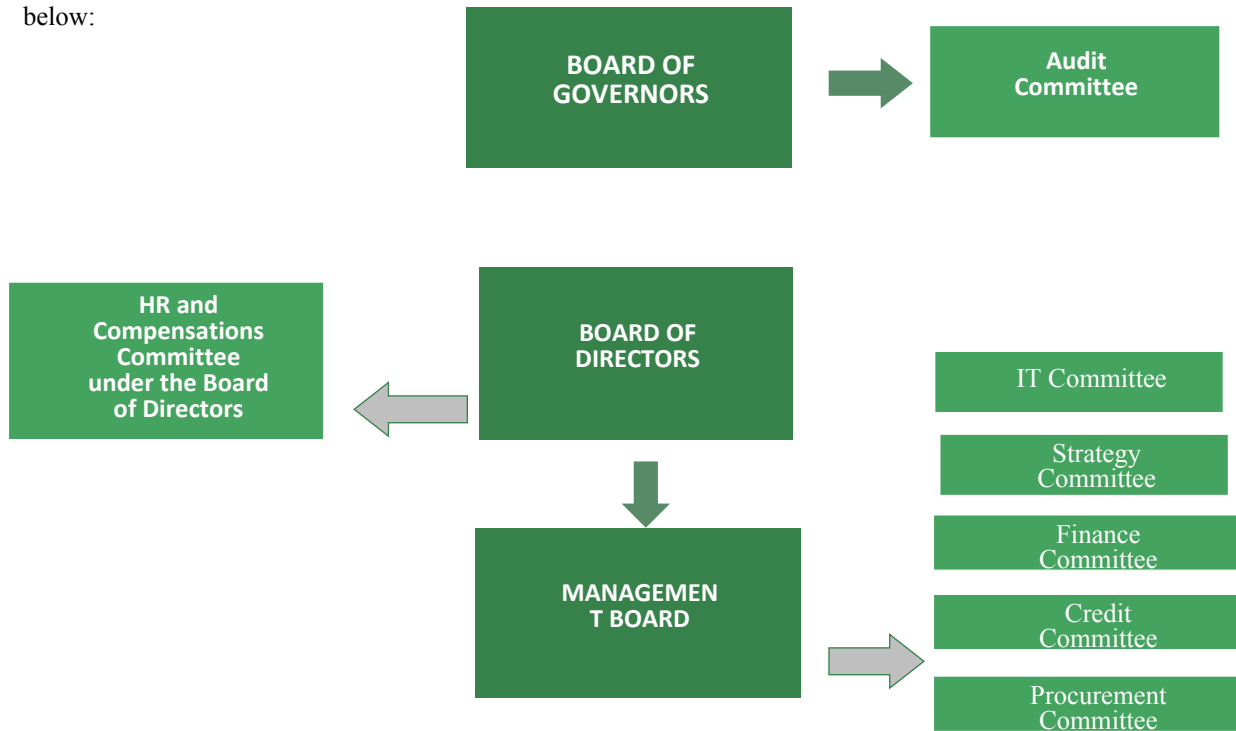 below:
BOARD OF
GOVERNORS
Audit
Committee
HR and
Compensations
Committee
under the Board
of Directors
BOARD OF
DIRECTORS
IT Committee
Strategy
Committee
Finance
Committee
MANAGEMEN
T BOARD
Credit
Committee
Procurement
Committee